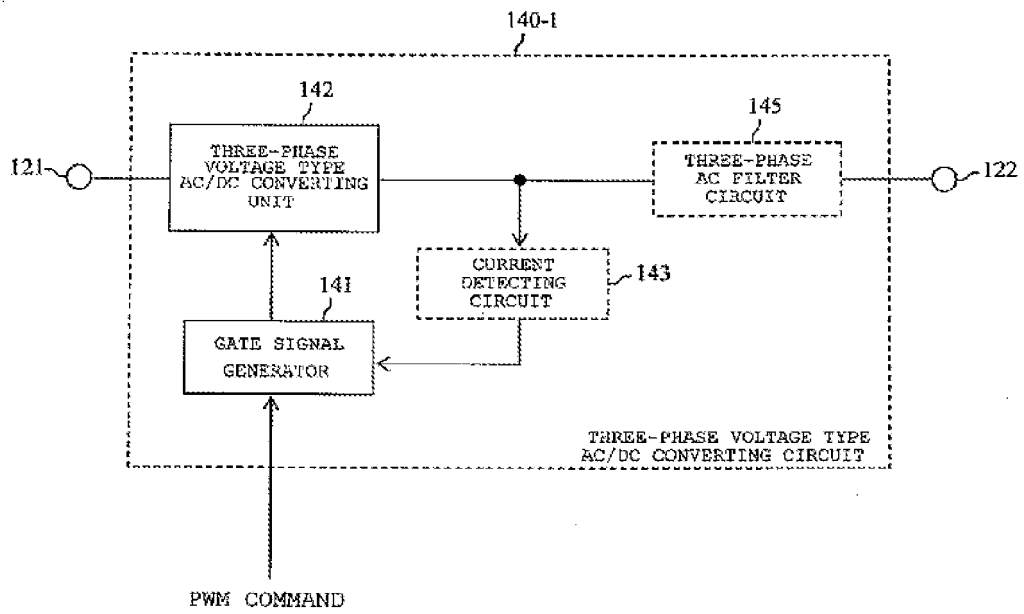 140-1
142
145
121
THREE-PHASE
VOLTAGE TYPE
AC/DC CONVERTING
UNIT
THREE-PHASE
AC FILTER
CIRCUIT
122
CURRENT
DETECTING
CIRCUIT
143
141
GATE SIGNAL
GENERATOR
THREE-PHASE VOLTAGE TYPE
AC/DC CONVERTING CIRCUIT
PWM COMMAND